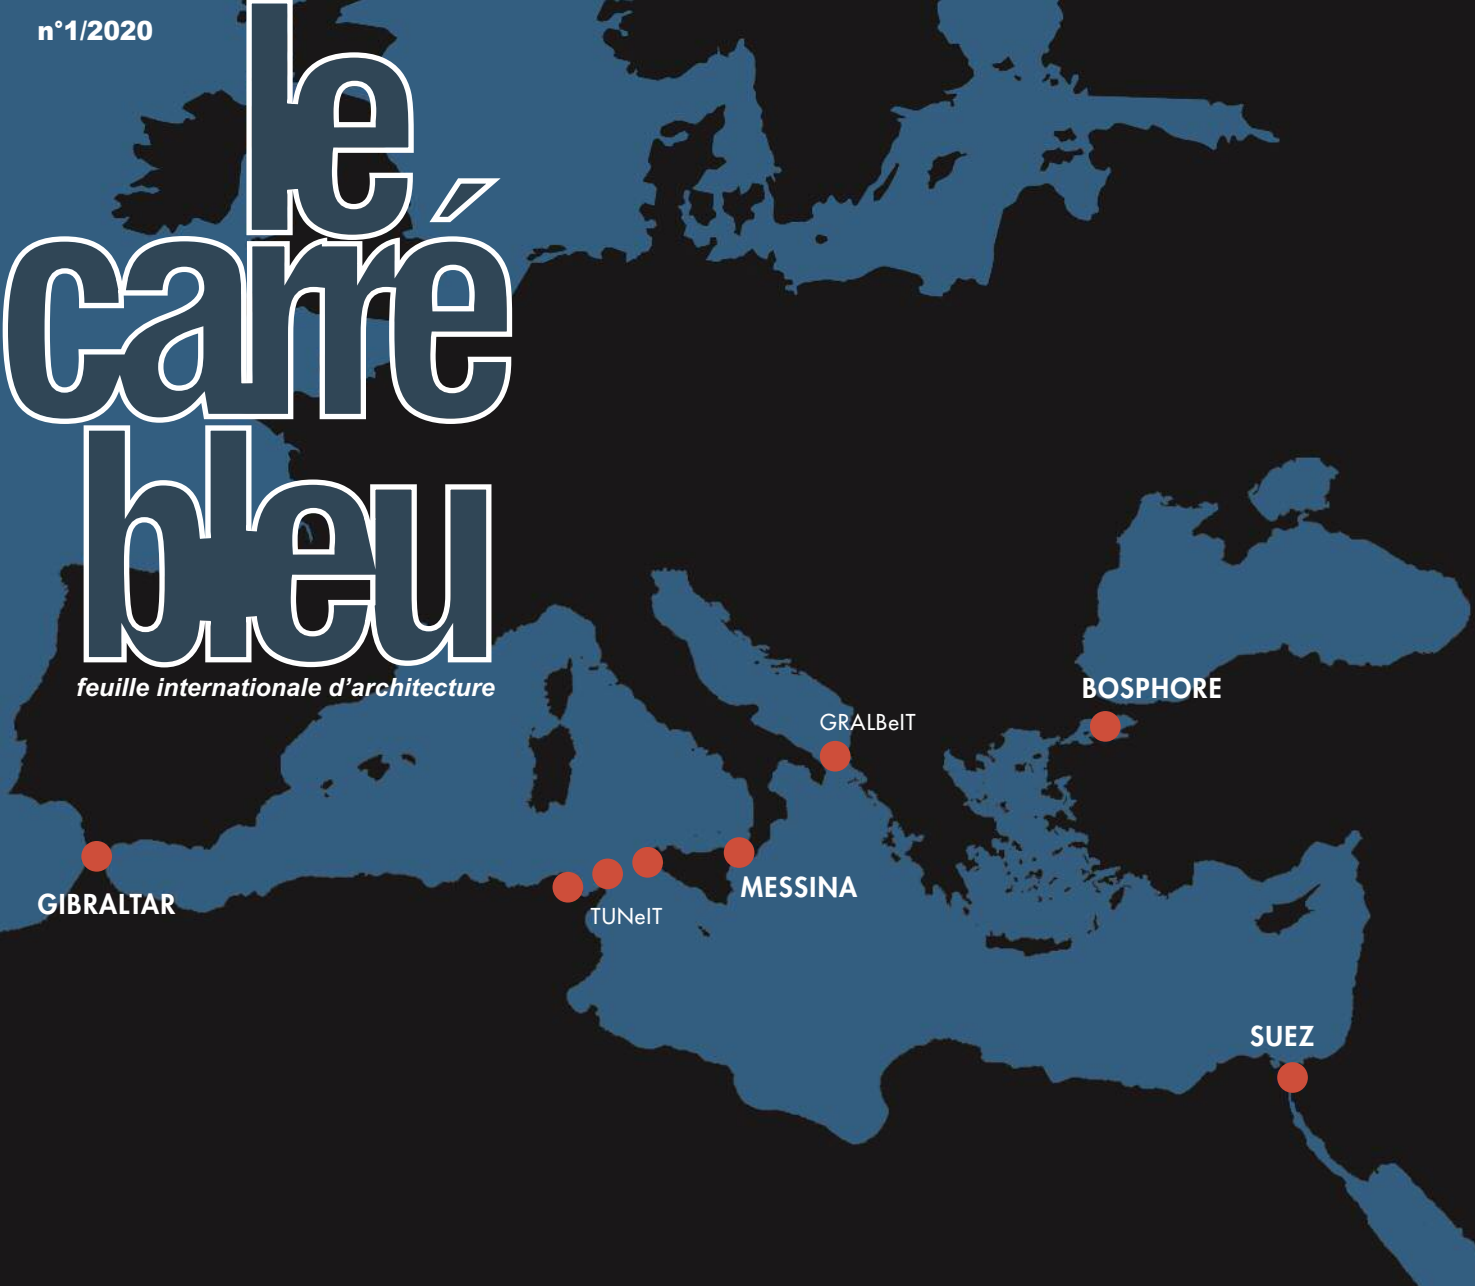 n°1/2020
le
carré
bleu
feuille internationale d’architecture
BOSPHORE
GRALBeIT
GIBRALTAR
MESSINA
TUNeIT
SUEZ